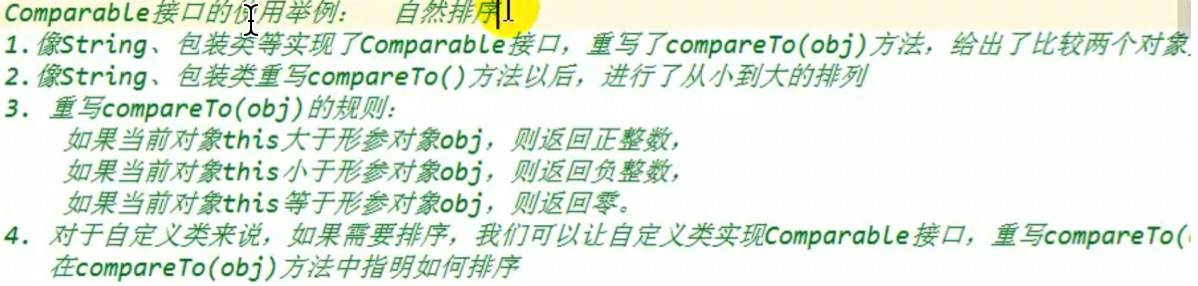 Comparable接口的使用举例： 自然排序
1.像String、包装类等实现了Comparable接口，重写了compareTo(obj)方法，给出了比较两个对象
2.像String、包装类重写compareTo()方法以后，进行了从小到大的排列
3. 重写compareTo(obj)的规则：
如果当前对象this大于形参对象obj，则返回正整数，
如果当前对象this小于形参对象obj，则返回负整数，
如果当前对象this等于形参对象obj，则返回零。
4. 对于自定义类来说，如果需要排序，我们可以让自定义类实现Comparable接口，重写compareTo(
在compareTo(obj)方法中指明如何排序